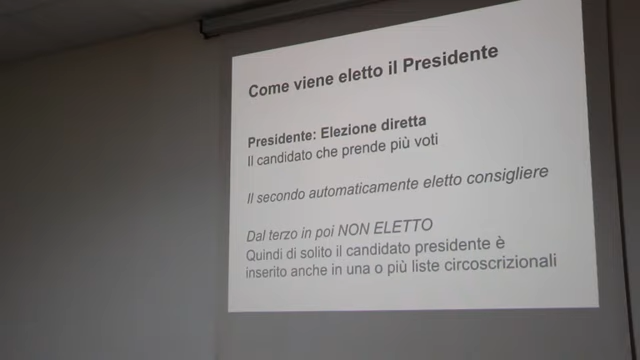 Come viene eletto il Presidente
Presidente: Elezione diretta
Il candidato che prende più voti
Il secondo automaticamente eletto consigliere
Dal terzo in poi NON ELETTO
Quindi di solito il candidato presidente è
inserito anche in una o più liste circoscrizionali